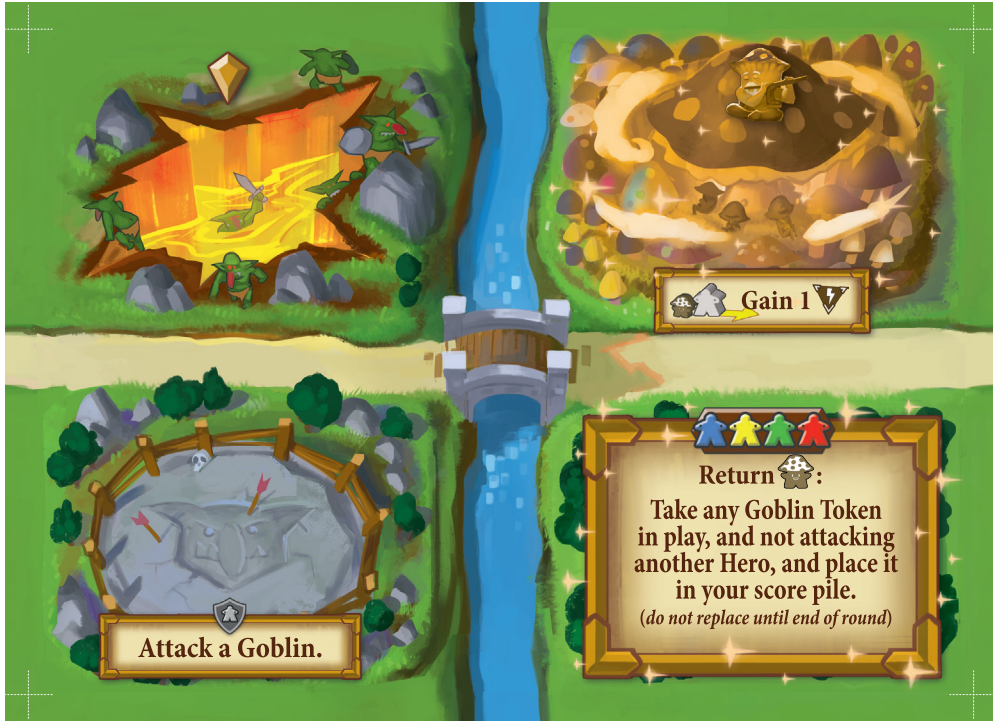 Gain 1
Return :
Take any Goblin Token
in play, and not attacking
another Hero, and place it
in your score pile.
(do not replace until end of round)
Attack a Goblin.